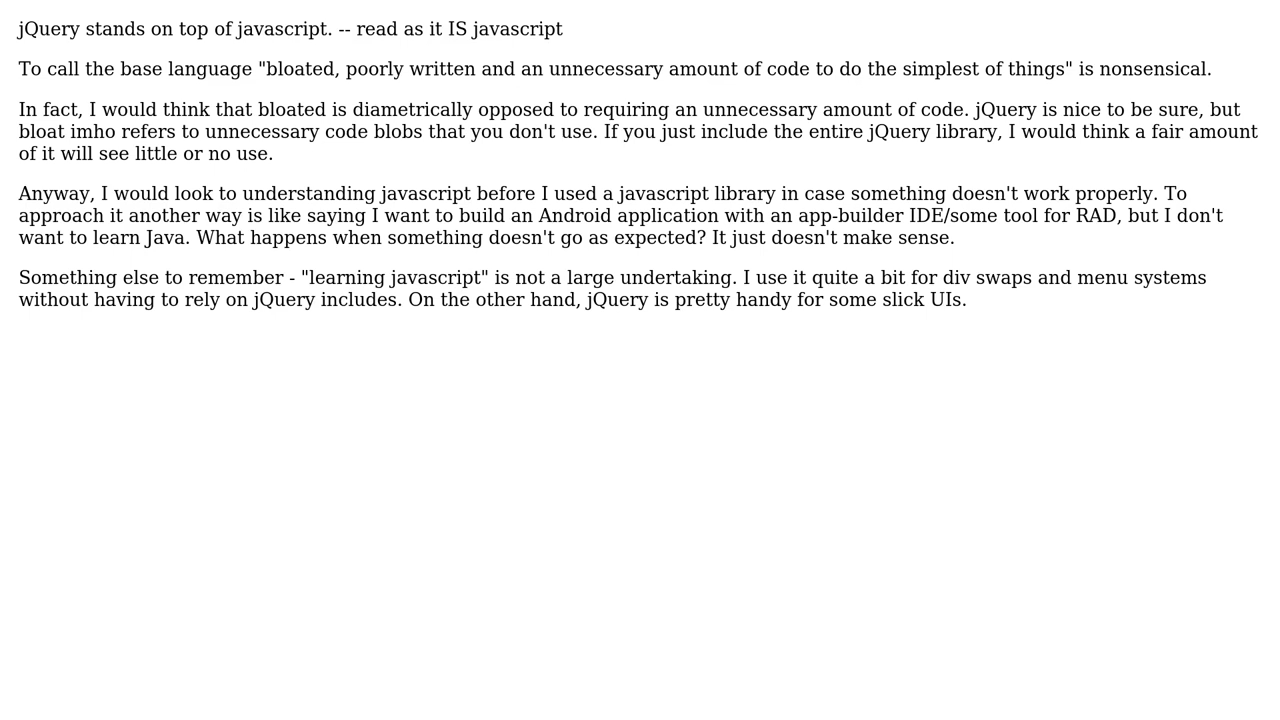 jQuery stands on top of javascript. -- read as it IS javascript
To call the base language "bloated, poorly written and an unnecessary amount of code to do the simplest of things" is nonsensical.
In fact, I would think that bloated is diametrically opposed to requiring an unnecessary amount of code. jQuery is nice to be sure, but
bloat imho refers to unnecessary code blobs that you don't use. If you just include the entire jQuery library, I would think a fair amount
of it will see little or no use.
Anyway, I would look to understanding javascript before I used a javascript library in case something doesn't work properly. To
approach it another way is like saying I want to build an Android application with an app-builder IDE/some tool for RAD, but I don't
want to learn Java. What happens when something doesn't go as expected? It just doesn't make sense.
Something else to remember - "learning javascript" is not a large undertaking. I use it quite a bit for div swaps and menu systems
without having to rely on jQuery includes. On the other hand, jQuery is pretty handy for some slick UIs.